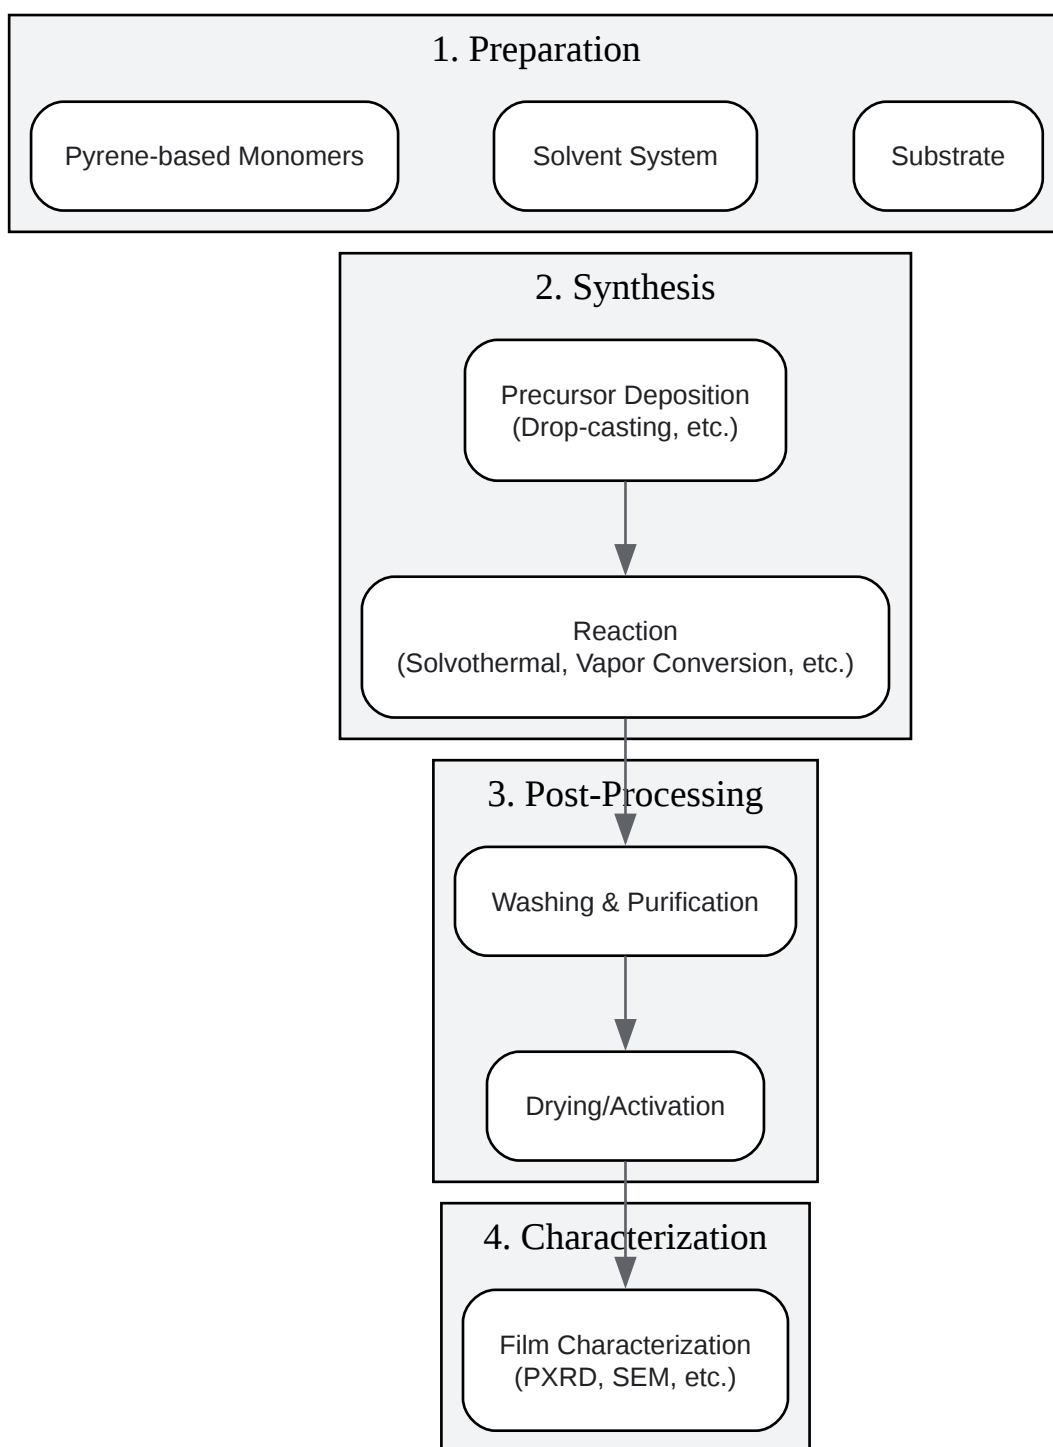 1. Preparation
Pyrene-based Monomers
Solvent System
Substrate
2. Synthesis
Precursor Deposition
(Drop-casting, etc.)
Reaction
(Solvothermal, Vapor Conversion, etc.)
3. Post-Processing
Washing & Purification
Drying/Activation
4. Characterization
Film Characterization
(PXRD, SEM, etc.)